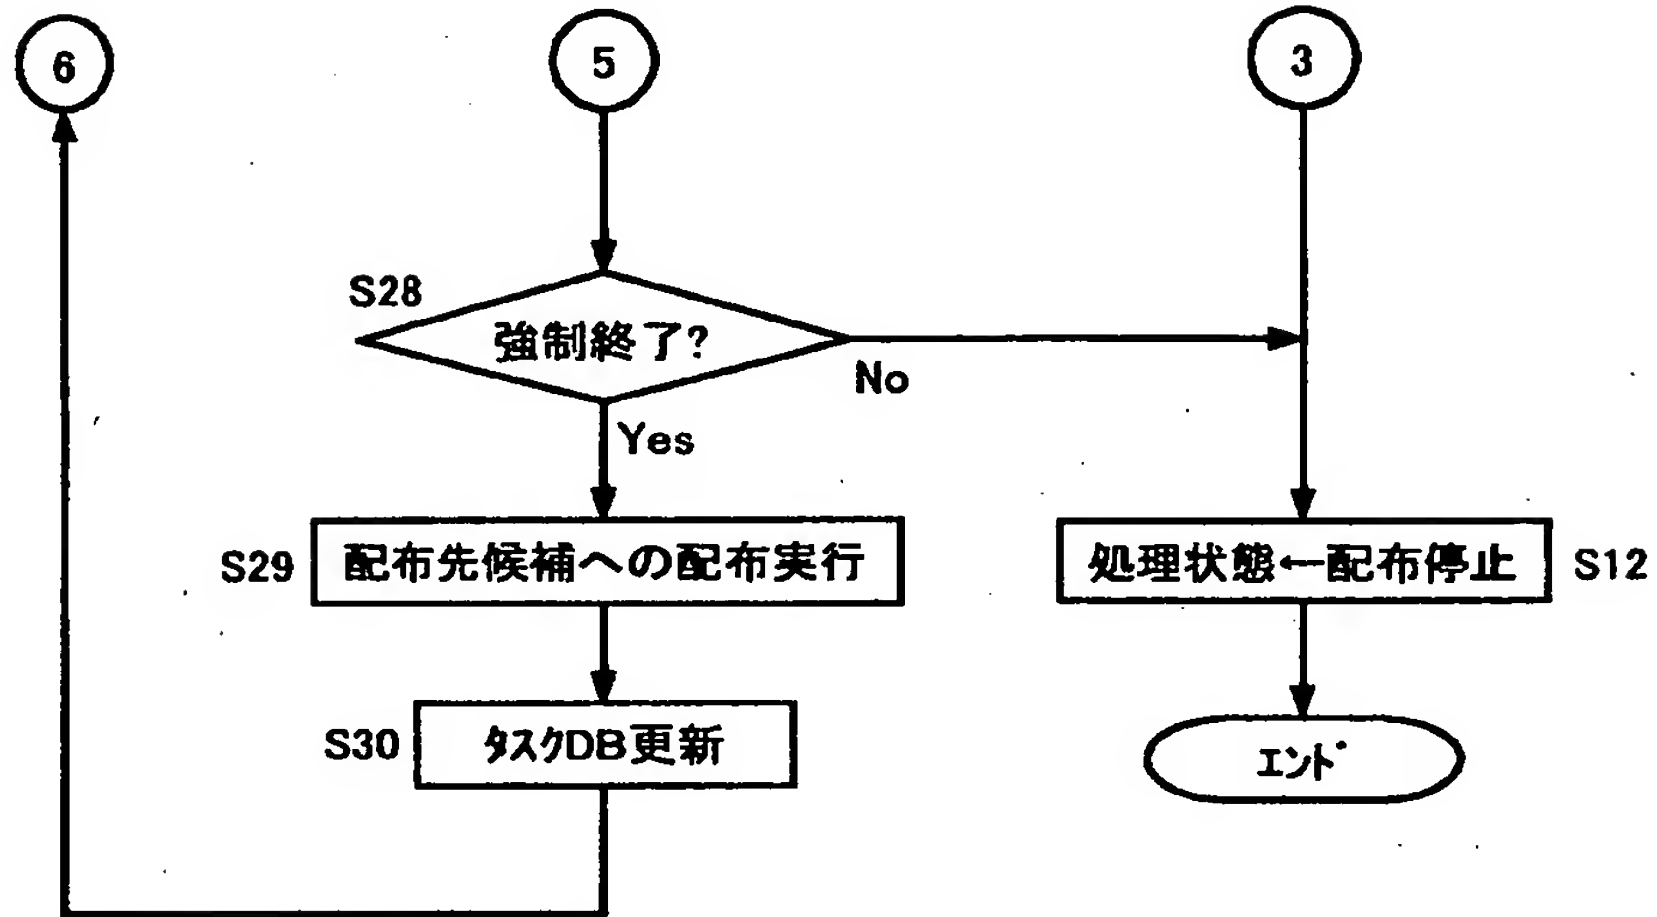 6
5
3
S28
強制終了?
No
Yes
S29
配布先候補への配布実行
処理状態←配布停止
S12
S30
タスクDB更新
エンド